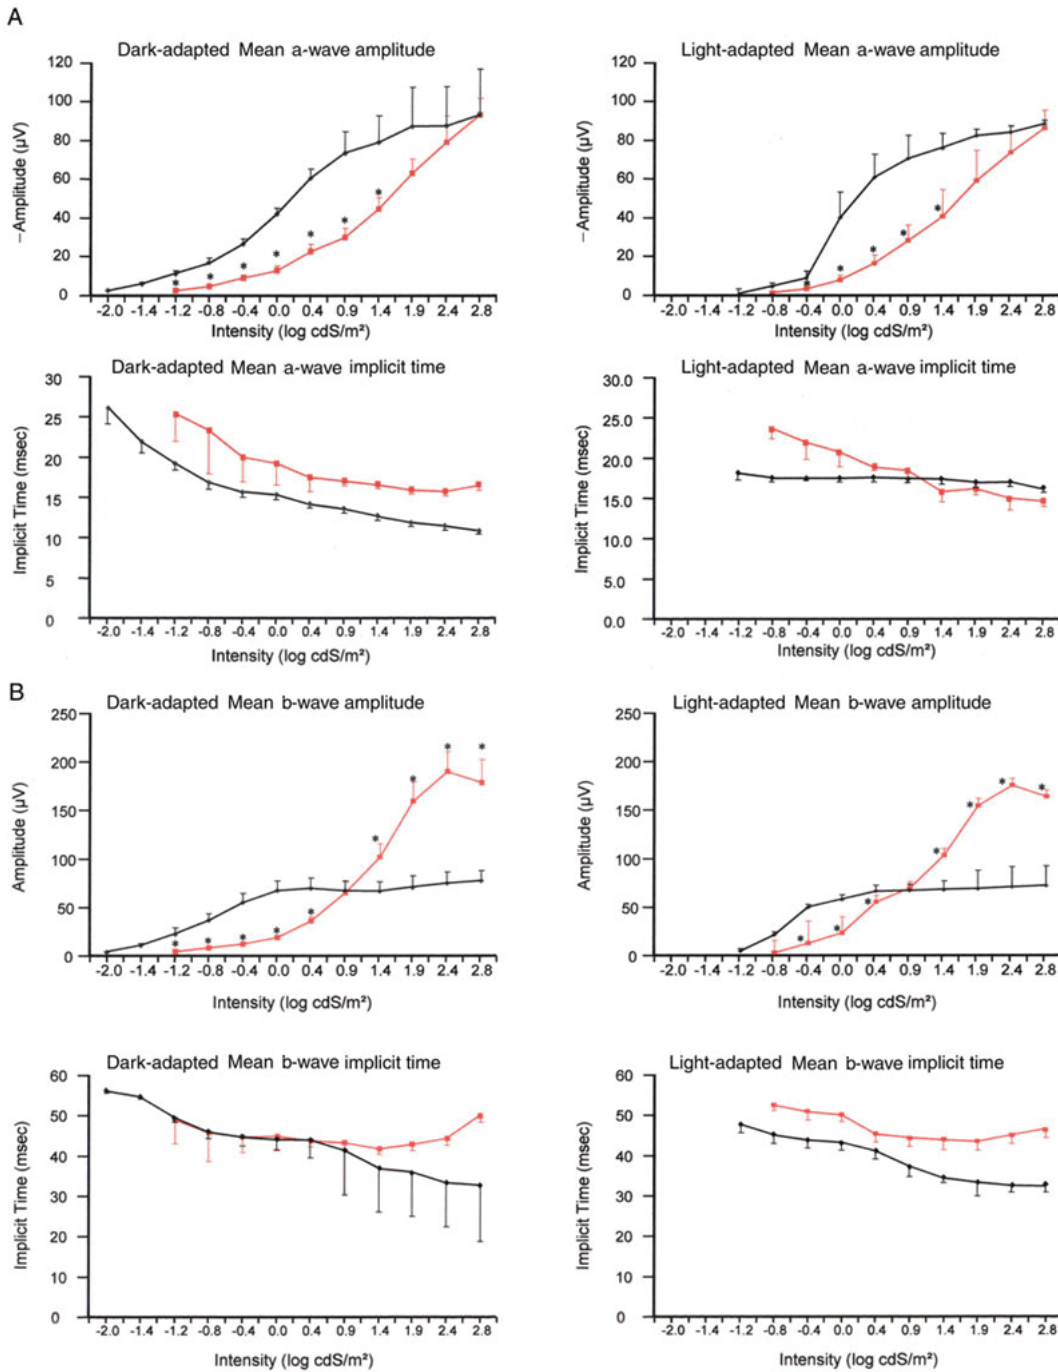 A
Dark-adapted Mean a-wave amplitude
120
100
80
60
40
20
0
–Amplitude (µV)
* * * * * * * *
-2.0 -1.4 -1.2 -0.8 -0.4 0.0 0.4 0.9 1.4 1.9 2.4 2.8
Intensity (log cdS/m²)
Light-adapted Mean a-wave amplitude
120
100
80
60
40
20
0
–Amplitude (µV)
* * * * *
-2.0 -1.4 -1.2 -0.8 -0.4 0.0 0.4 0.9 1.4 1.9 2.4 2.8
Intensity (log cdS/m²)
Dark-adapted Mean a-wave implicit time
30
25
20
15
10
5
0
Implicit Time (msec)
-2.0 -1.4 -1.2 -0.8 -0.4 0.0 0.4 0.9 1.4 1.9 2.4 2.8
Intensity (log cdS/m²)
Light-adapted Mean a-wave implicit time
30.0
25.0
20.0
15.0
10.0
5.0
0.0
Implicit Time (msec)
-2.0 -1.4 -1.2 -0.8 -0.4 0.0 0.4 0.9 1.4 1.9 2.4 2.8
Intensity (log cdS/m²)
B
Dark-adapted Mean b-wave amplitude
250
200
150
100
50
0
Amplitude (µV)
* * * * * * * * *
-2.0 -1.4 -1.2 -0.8 -0.4 0.0 0.4 0.9 1.4 1.9 2.4 2.8
Intensity (log cdS/m²)
Light-adapted Mean b-wave amplitude
250
200
150
100
50
0
Amplitude (µV)
* * * * * * *
-2.0 -1.4 -1.2 -0.8 -0.4 0.0 0.4 0.9 1.4 1.9 2.4 2.8
Intensity (log cdS/m²)
Dark-adapted Mean b-wave implicit time
60
50
40
30
20
10
0
Implicit Time (msec)
-2.0 -1.4 -1.2 -0.8 -0.4 0.0 0.4 0.9 1.4 1.9 2.4 2.8
Intensity (log cdS/m²)
Light-adapted Mean b-wave implicit time
60
50
40
30
20
10
0
Implicit Time (msec)
-2.0 -1.4 -1.2 -0.8 -0.4 0.0 0.4 0.9 1.4 1.9 2.4 2.8
Intensity (log cdS/m²)